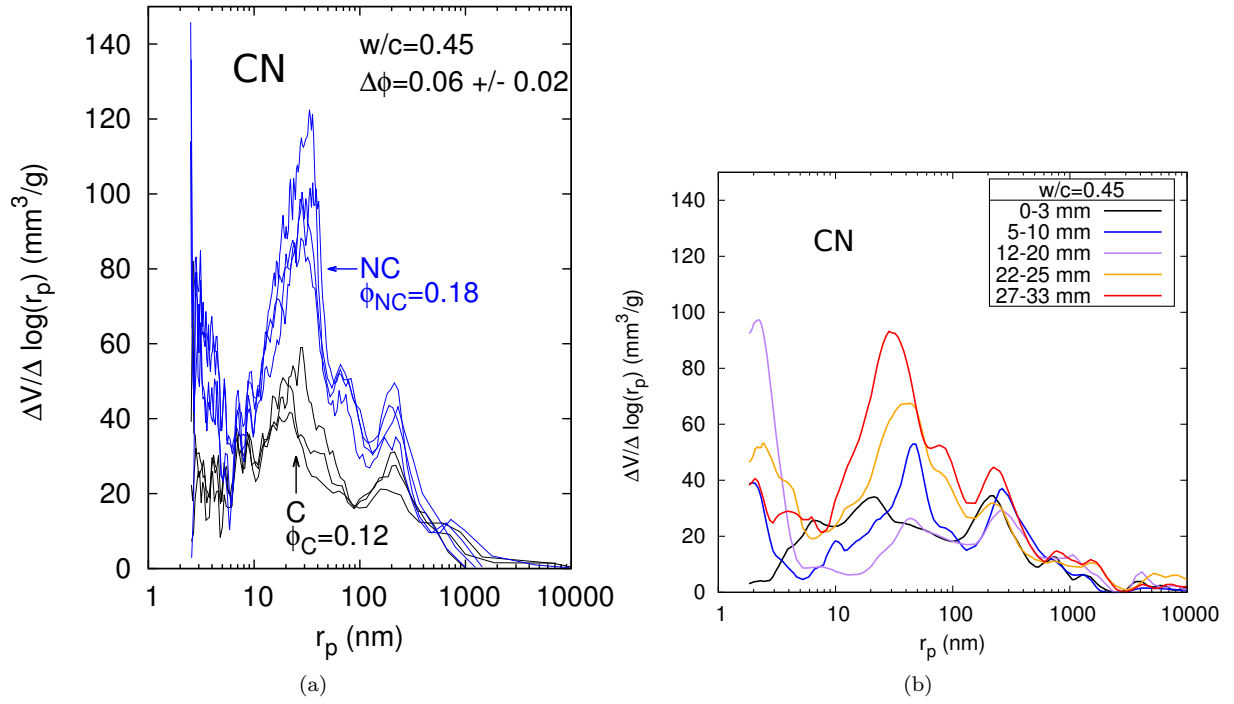 140
120
100
80
60
40
20
0
ΔV/Δ log(r_p) (mm³/g)
CN
w/c=0.45
Δϕ=0.06 +/- 0.02
NC
ϕ_NC=0.18
C
ϕ_C=0.12
1 10 100 1000 10000
r_p (nm)
(a)
140
120
100
80
60
40
20
0
ΔV/Δ log(r_p) (mm³/g)
CN
w/c=0.45
0-3 mm
5-10 mm
12-20 mm
22-25 mm
27-33 mm
1 10 100 1000 10000
r_p (nm)
(b)